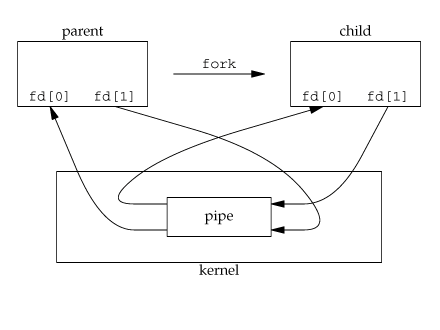 parent
child
fork
fd[0] fd[1]
fd[0] fd[1]
pipe
kernel